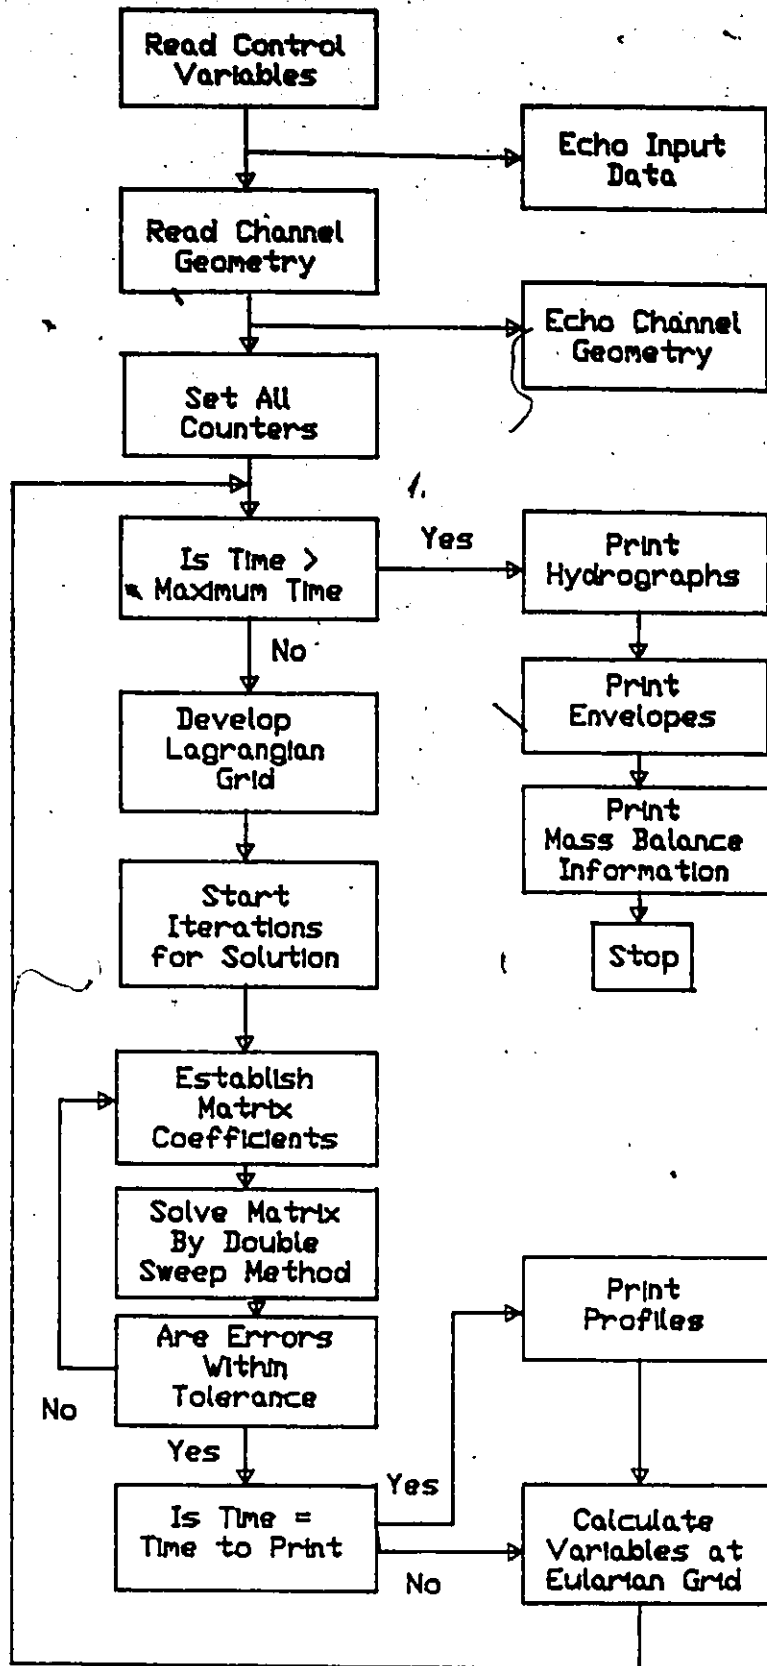 Read Control
Variables
Echo Input
Data
Read Channel
Geometry
Echo Channel
Geometry
Set All
Counters
1.
Is Time >
Maximum Time
Yes
No
Print
Hydrographs
Print
Envelopes
Print
Mass Balance
Information
Stop
Develop
Lagrangian
Grid
Start
Iterations
for Solution
Establish
Matrix
Coefficients
Solve Matrix
By Double
Sweep Method
Are Errors
Within
Tolerance
No
Yes
Is Time =
Time to Print
Yes
No
Print
Profiles
Calculate
Variables at
Eularian Grid